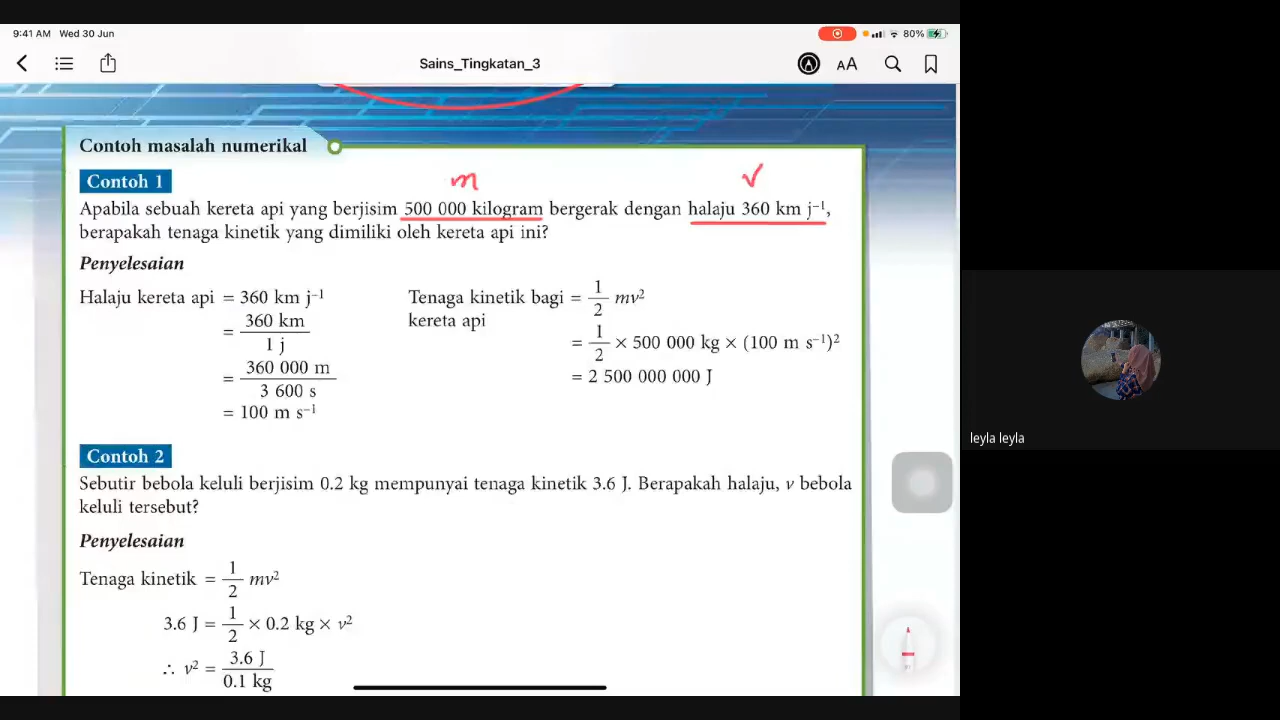 9:41 AM Wed 30 Jun
80%
Sains_Tingkatan_3
AA
Contoh masalah numerikal
Contoh 1
m
v
Apabila sebuah kereta api yang berjisim 500 000 kilogram bergerak dengan halaju 360 km j⁻¹,
berapakah tenaga kinetik yang dimiliki oleh kereta api ini?
Penyelesaian
Halaju kereta api = 360 km j⁻¹
= 360 km / 1 j
= 360 000 m / 3 600 s
= 100 m s⁻¹
Tenaga kinetik bagi kereta api = 1/2 mv²
= 1/2 × 500 000 kg × (100 m s⁻¹)²
= 2 500 000 000 J
Contoh 2
Sebutir bebola keluli berjisim 0.2 kg mempunyai tenaga kinetik 3.6 J. Berapakah halaju, v bebola
keluli tersebut?
Penyelesaian
Tenaga kinetik = 1/2 mv²
3.6 J = 1/2 × 0.2 kg × v²
∴ v² = 3.6 J / 0.1 kg
leyla leyla